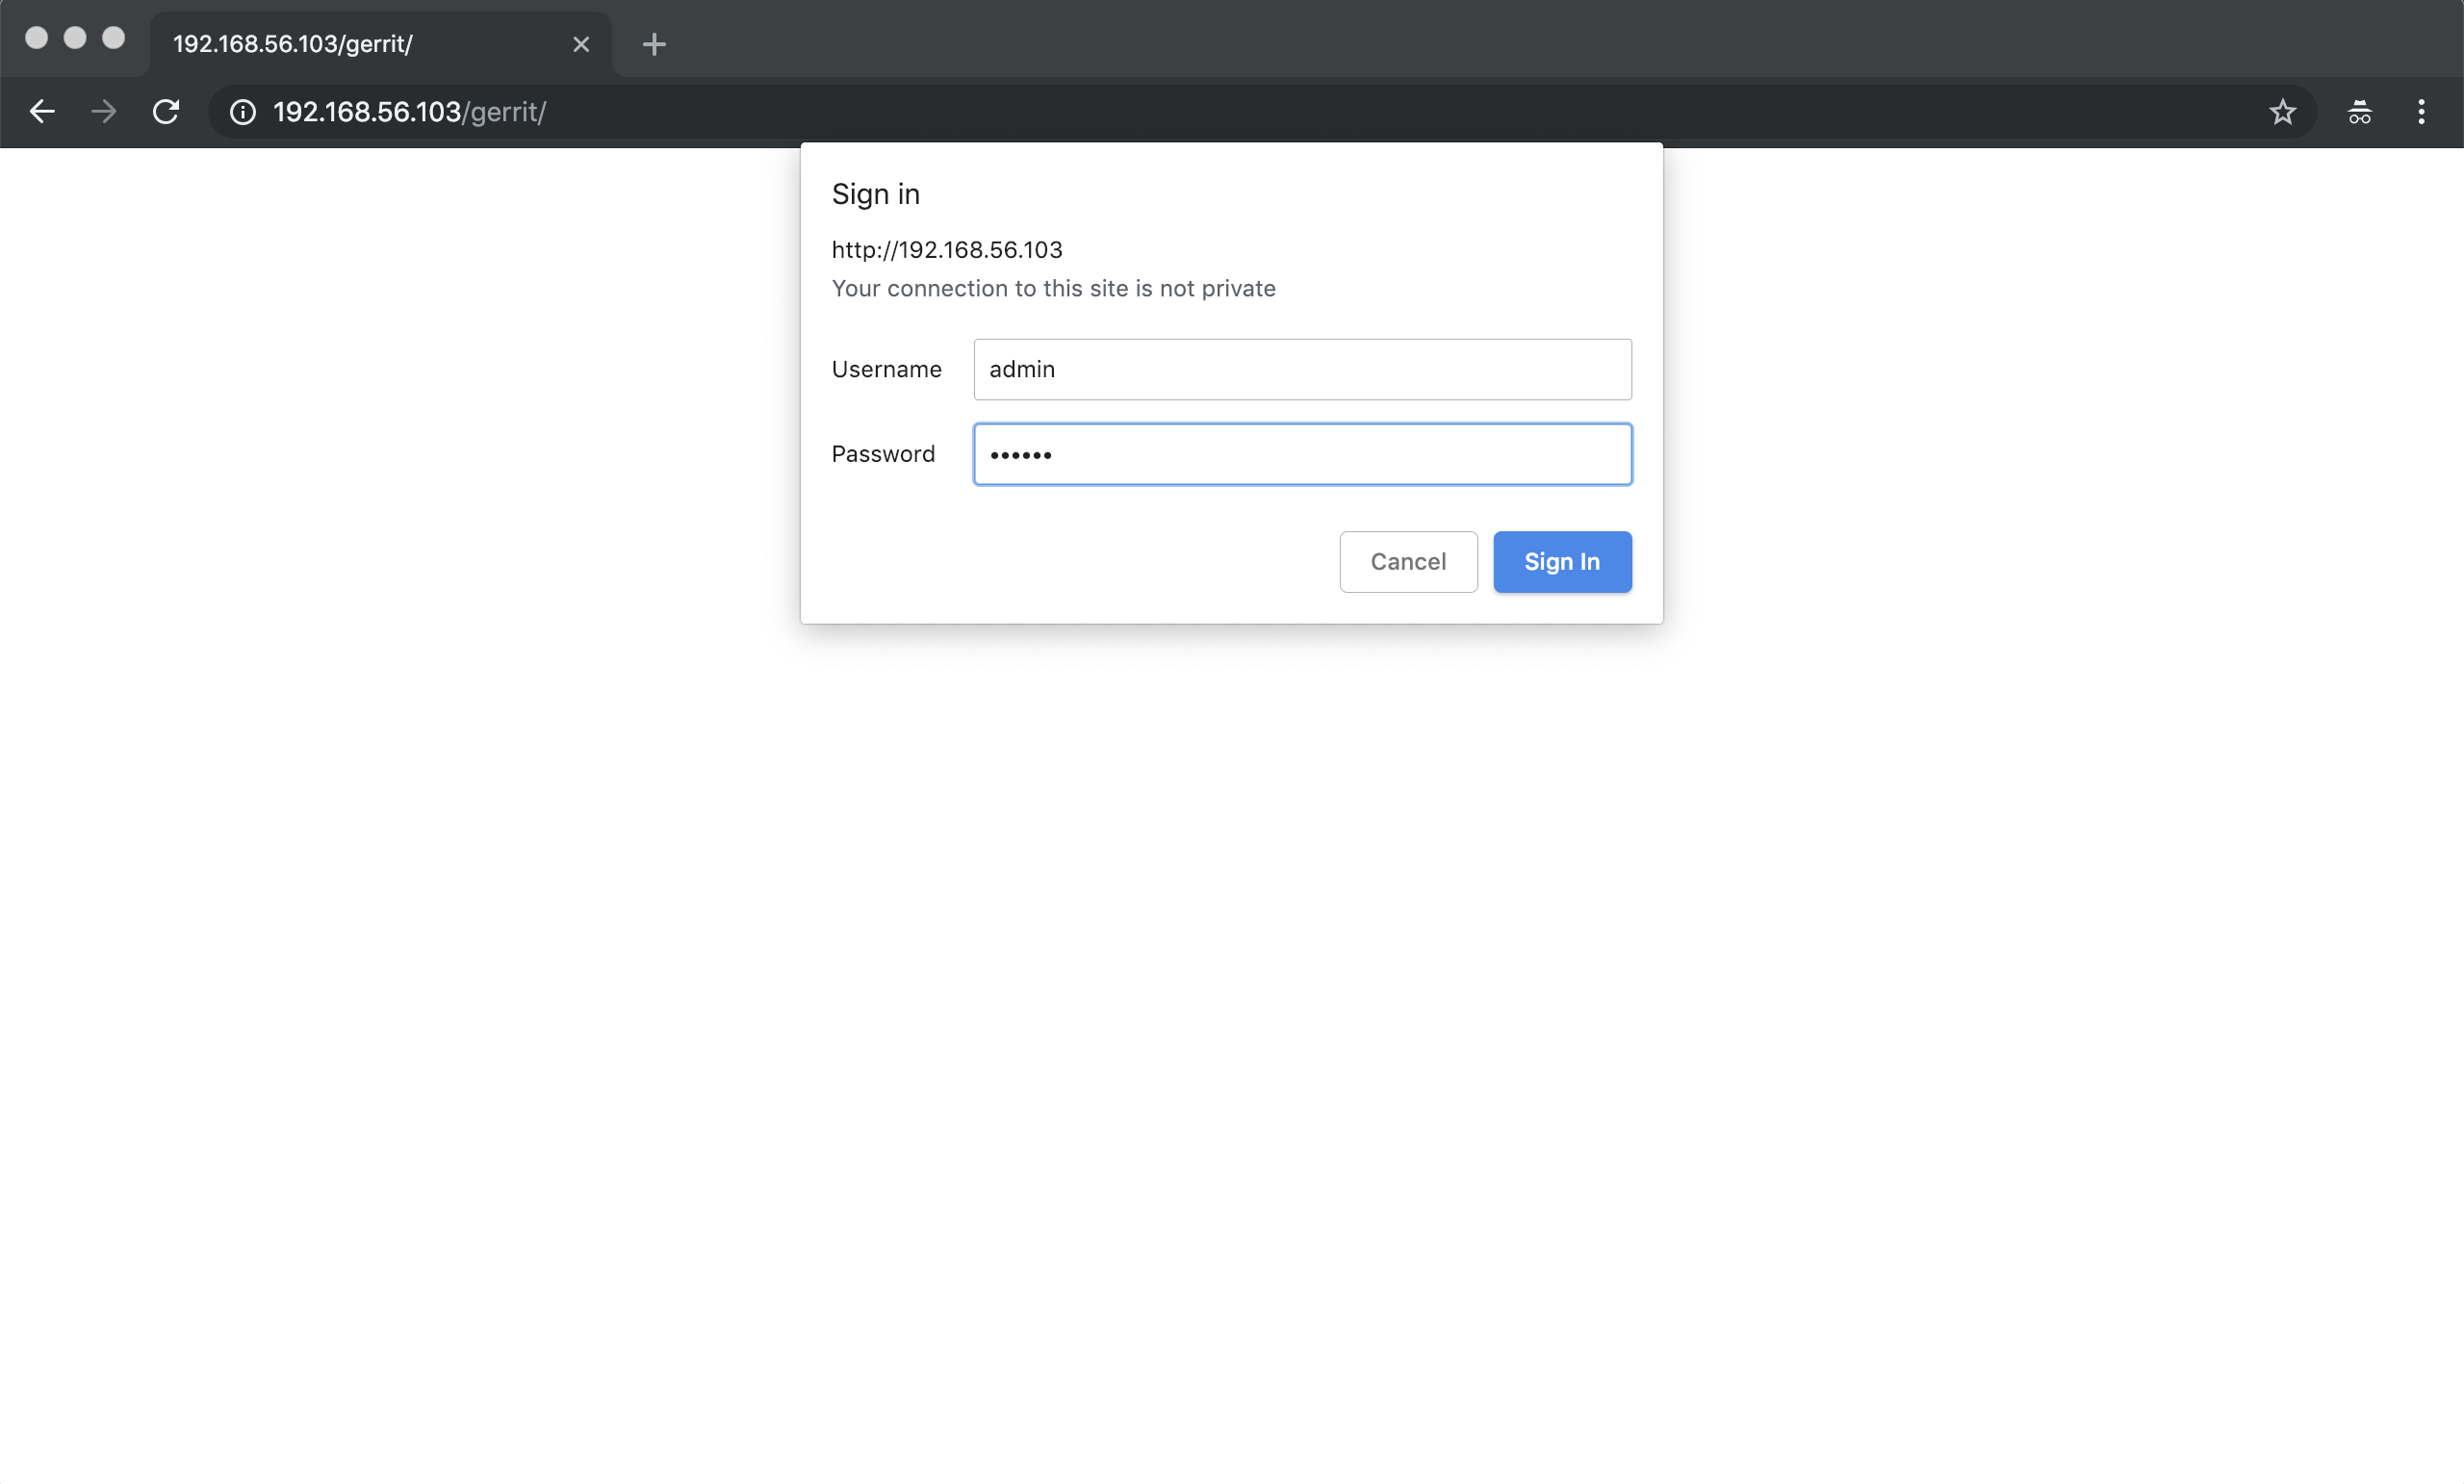 192.168.56.103/gerrit/
192.168.56.103/gerrit/
Sign in
http://192.168.56.103
Your connection to this site is not private
Username admin
Password ••••••
Cancel Sign In